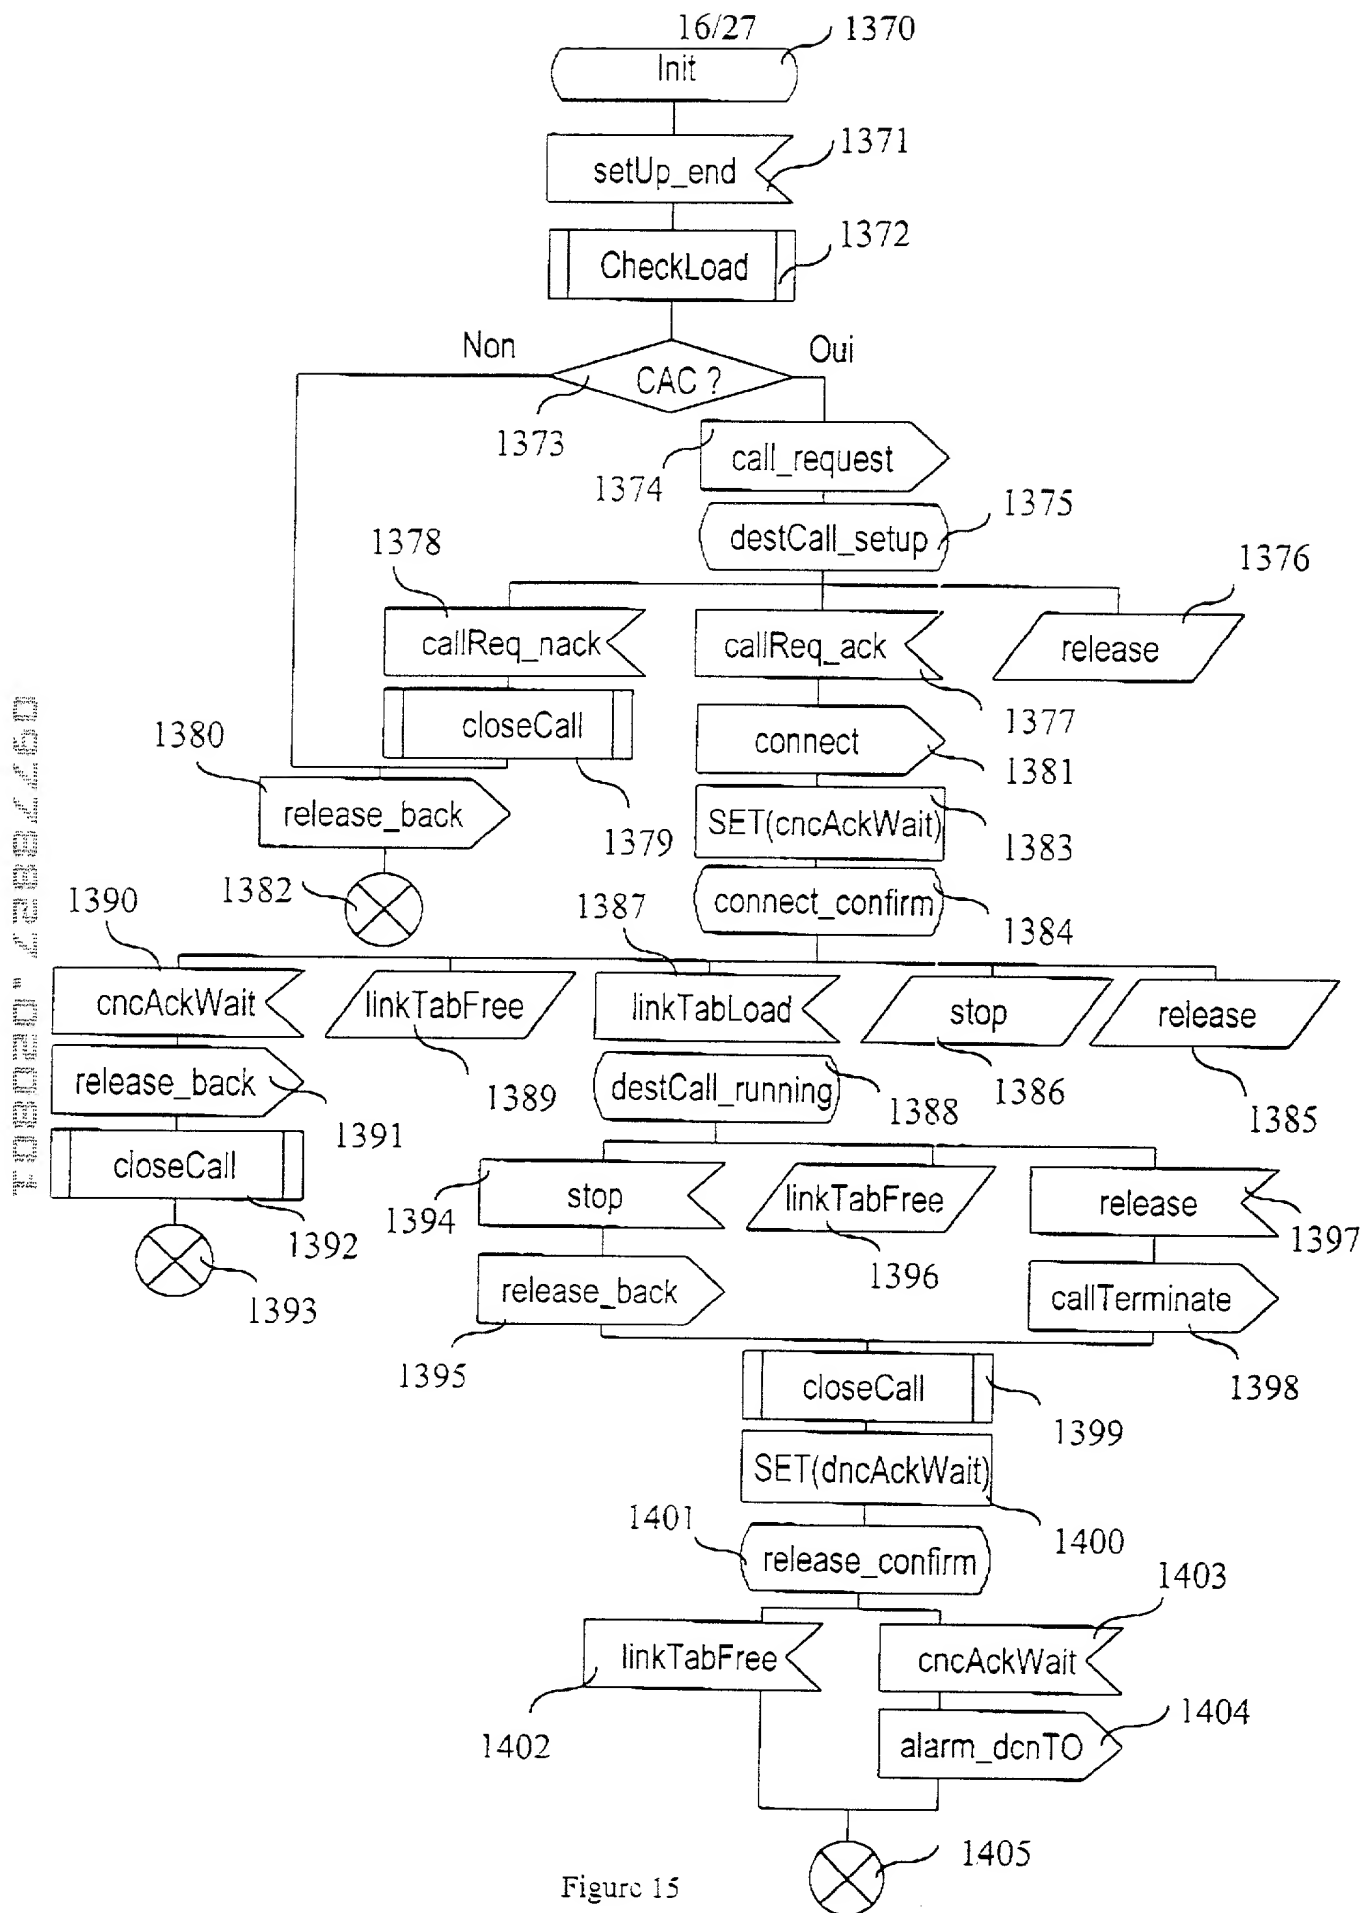 16/27
1370
Init
1371
setUp_end
1372
CheckLoad
Non
Oui
CAC ?
1373
call_request
1374
1375
destCall_setup
1378
1376
callReq_nack
callReq_ack
release
1377
closeCall
connect
1380
1381
release_back
1379
SET(cncAckWait)
1383
1382
connect_confirm
1384
1390
1387
cncAckWait
linkTabFree
linkTabLoad
stop
release
release_back
1389
destCall_running
1388
1386
1385
1391
closeCall
1394
stop
linkTabFree
release
1392
1397
1393
release_back
1396
callTerminate
1395
closeCall
1398
1399
SET(dncAckWait)
1401
1400
release_confirm
1403
linkTabFree
cncAckWait
1402
1404
alarm_dcnTO
1405
Figure 15